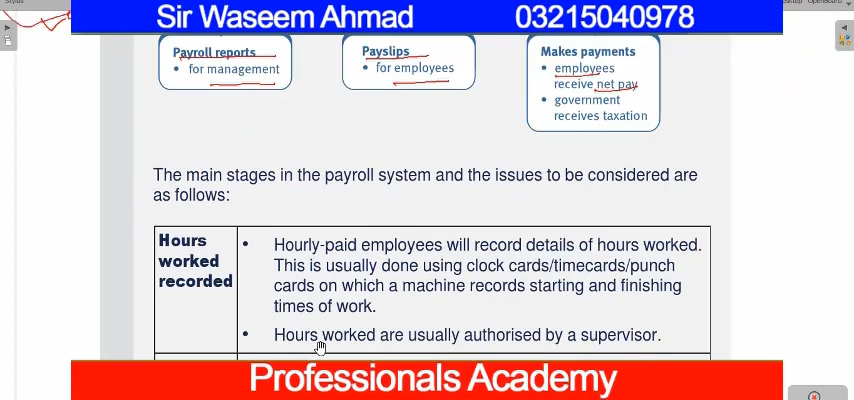 Stylus
Desktop OpenBoard
Sir Waseem Ahmad 03215040978
Payroll reports
• for management
Payslips
• for employees
Makes payments
• employees
receive net pay
• government
receives taxation
The main stages in the payroll system and the issues to be considered are
as follows:
Hours
worked
recorded
• Hourly-paid employees will record details of hours worked.
This is usually done using clock cards/timecards/punch
cards on which a machine records starting and finishing
times of work.
• Hours worked are usually authorised by a supervisor.
Professionals Academy